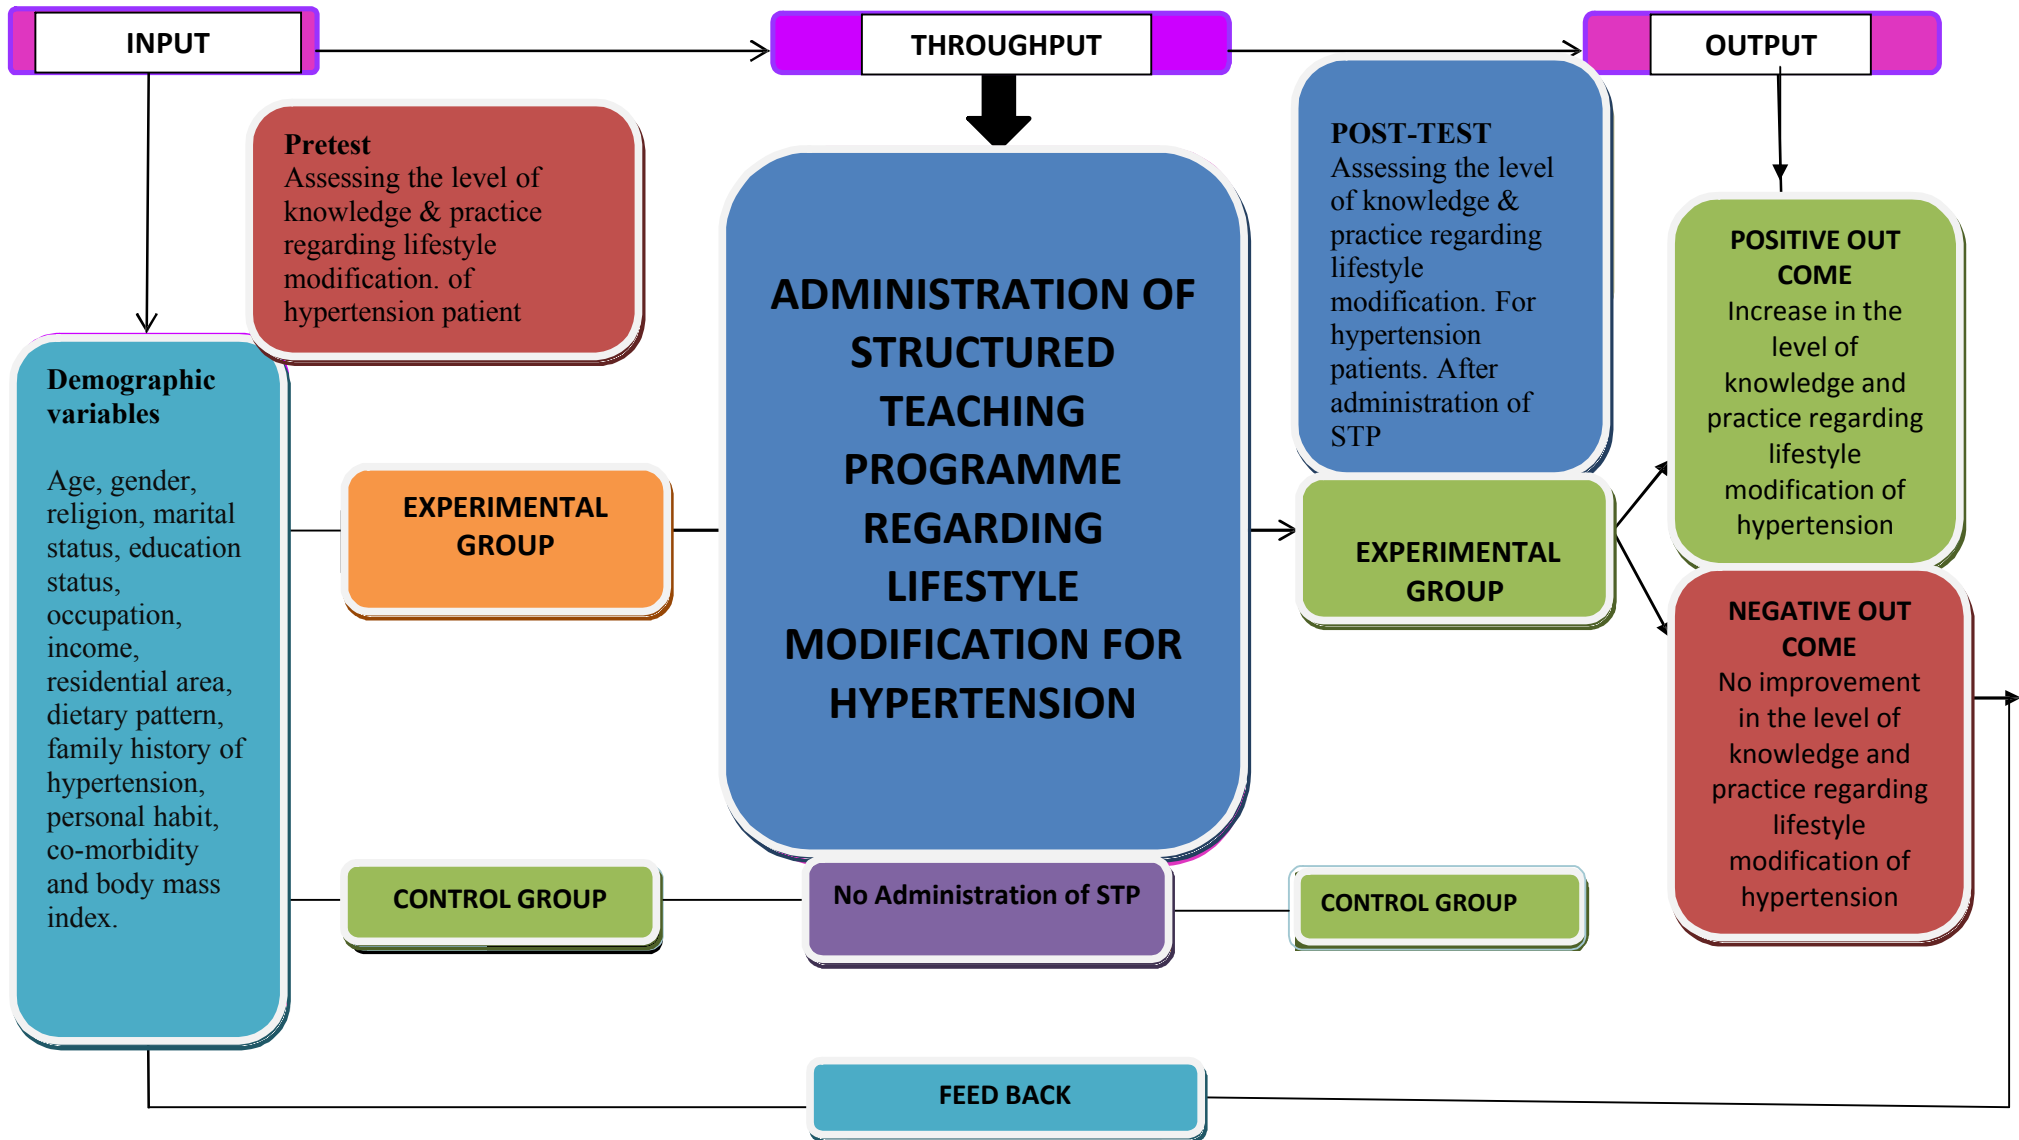 INPUT
THROUGHPUT
OUTPUT
Pretest
Assessing the level of
knowledge & practice
regarding lifestyle
modification. of
hypertension patient
Demographic
variables
Age, gender,
religion, marital
status, education
status,
occupation,
income,
residential area,
dietary pattern,
family history of
hypertension,
personal habit,
co-morbidity
and body mass
index.
EXPERIMENTAL
GROUP
CONTROL GROUP
ADMINISTRATION OF
STRUCTURED
TEACHING
PROGRAMME
REGARDING
LIFESTYLE
MODIFICATION FOR
HYPERTENSION
No Administration of STP
POST-TEST
Assessing the level
of knowledge &
practice regarding
lifestyle
modification. For
hypertension
patients. After
administration of
STP
EXPERIMENTAL
GROUP
CONTROL GROUP
POSITIVE OUT
COME
Increase in the
level of
knowledge and
practice regarding
lifestyle
modification of
hypertension
NEGATIVE OUT
COME
No improvement
in the level of
knowledge and
practice regarding
lifestyle
modification of
hypertension
FEED BACK